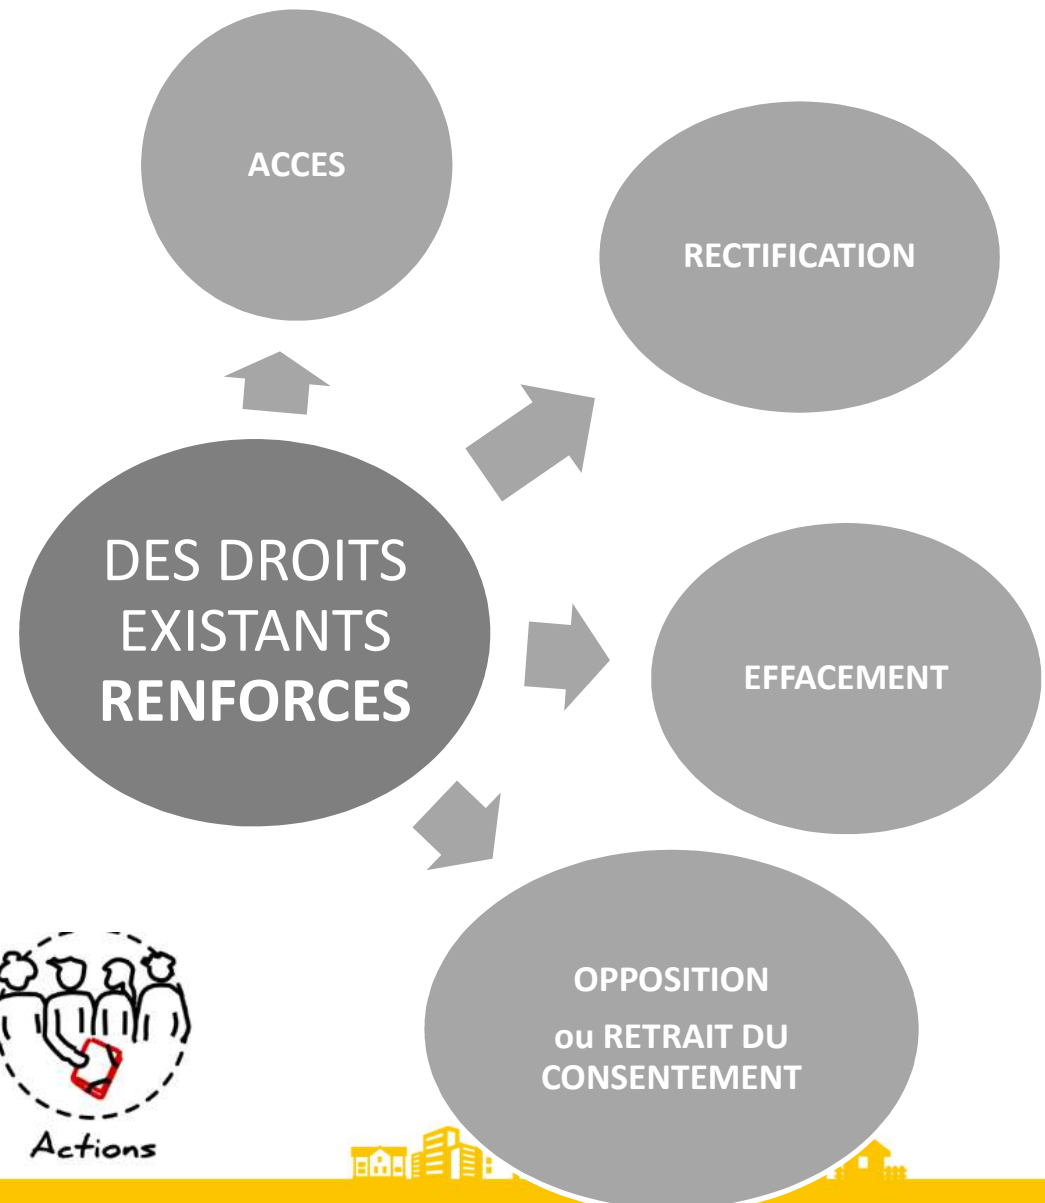 ACCES
RECTIFICATION
DES DROITS
EXISTANTS
RENFORCES
EFFACEMENT
OPPOSITION
ou RETRAIT DU
CONSENTEMENT
Actions